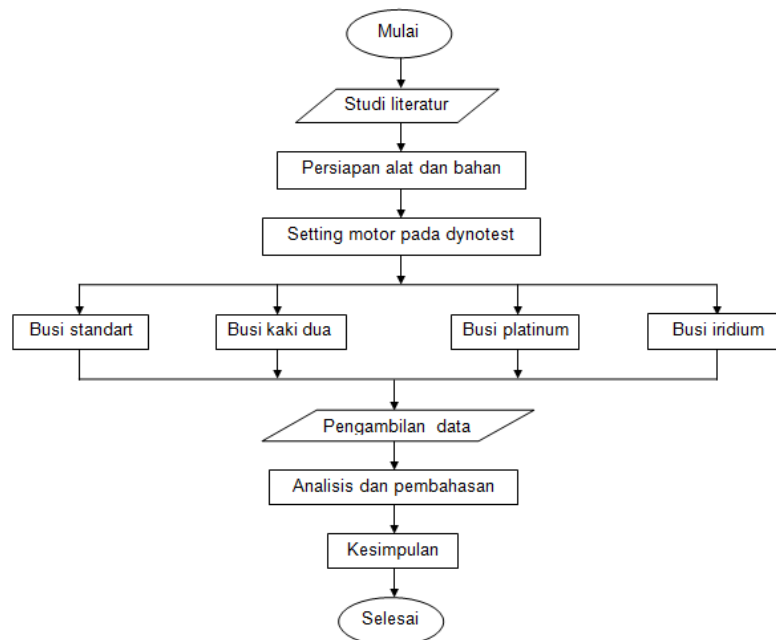 Mulai
Studi literatur
Persiapan alat dan bahan
Setting motor pada dynotest
Busi standart
Busi kaki dua
Busi platinum
Busi iridium
Pengambilan data
Analisis dan pembahasan
Kesimpulan
Selesai